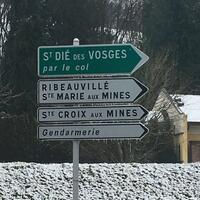 ST DIÉ DES VOSGES
par le col
RIBEAUVILLÉ
STE MARIE AUX MINES
STE CROIX AUX MINES
Gendarmerie